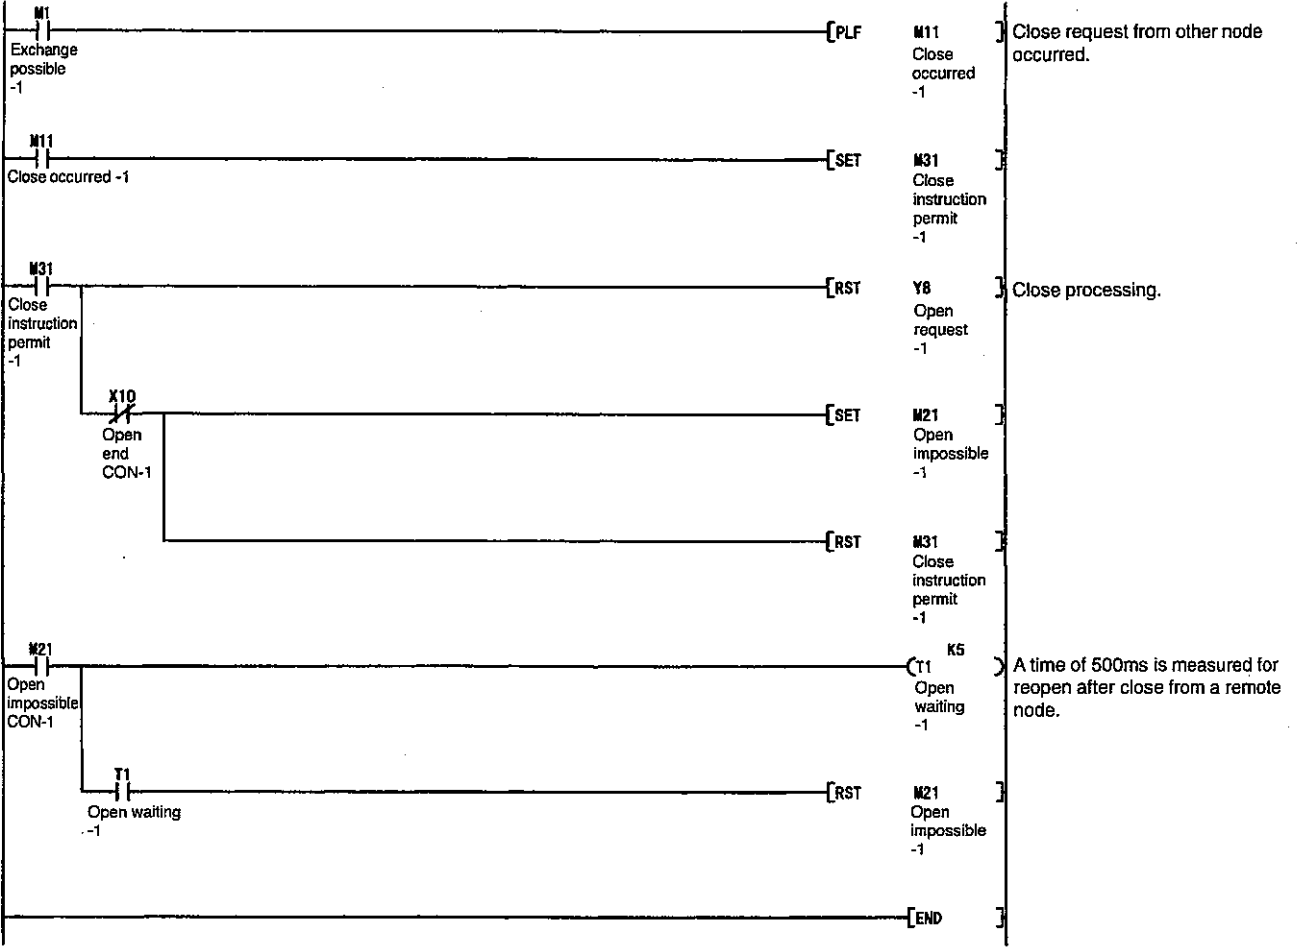 M1
Exchange
possible
-1
[PLF M11 ]
Close
occurred
-1
Close request from other node
occurred.
M11
Close occurred -1
[SET M31 ]
Close
instruction
permit
-1
M31
Close
instruction
permit
-1
[RST Y8 ]
Open
request
-1
Close processing.
X10
Open
end
CON-1
[SET M21 ]
Open
impossible
-1
[RST M31 ]
Close
instruction
permit
-1
M21
Open
impossible
CON-1
K5
(T1 )
Open
waiting
-1
A time of 500ms is measured for
reopen after close from a remote
node.
T1
Open waiting
-1
[RST M21 ]
Open
impossible
-1
[END ]